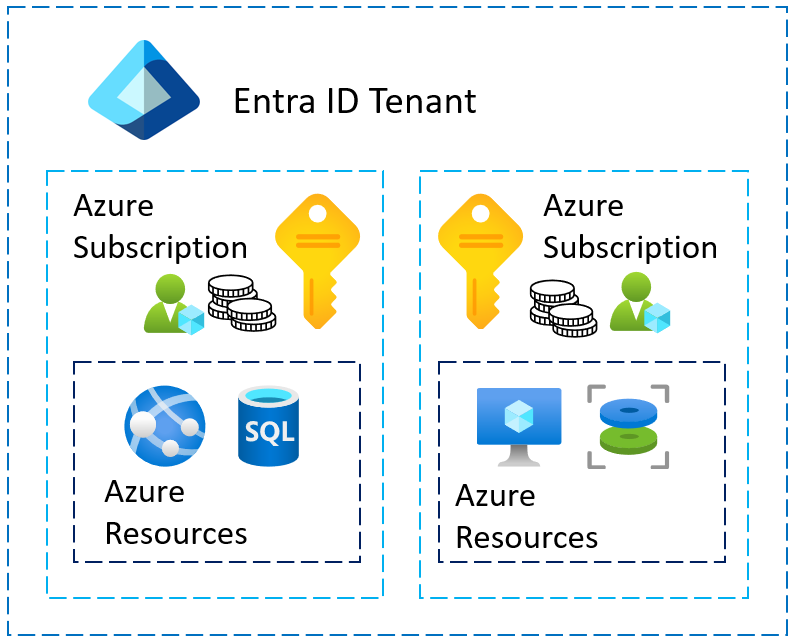 Entra ID Tenant
Azure
Subscription
Azure
Subscription
SQL
Azure
Resources
Azure
Resources